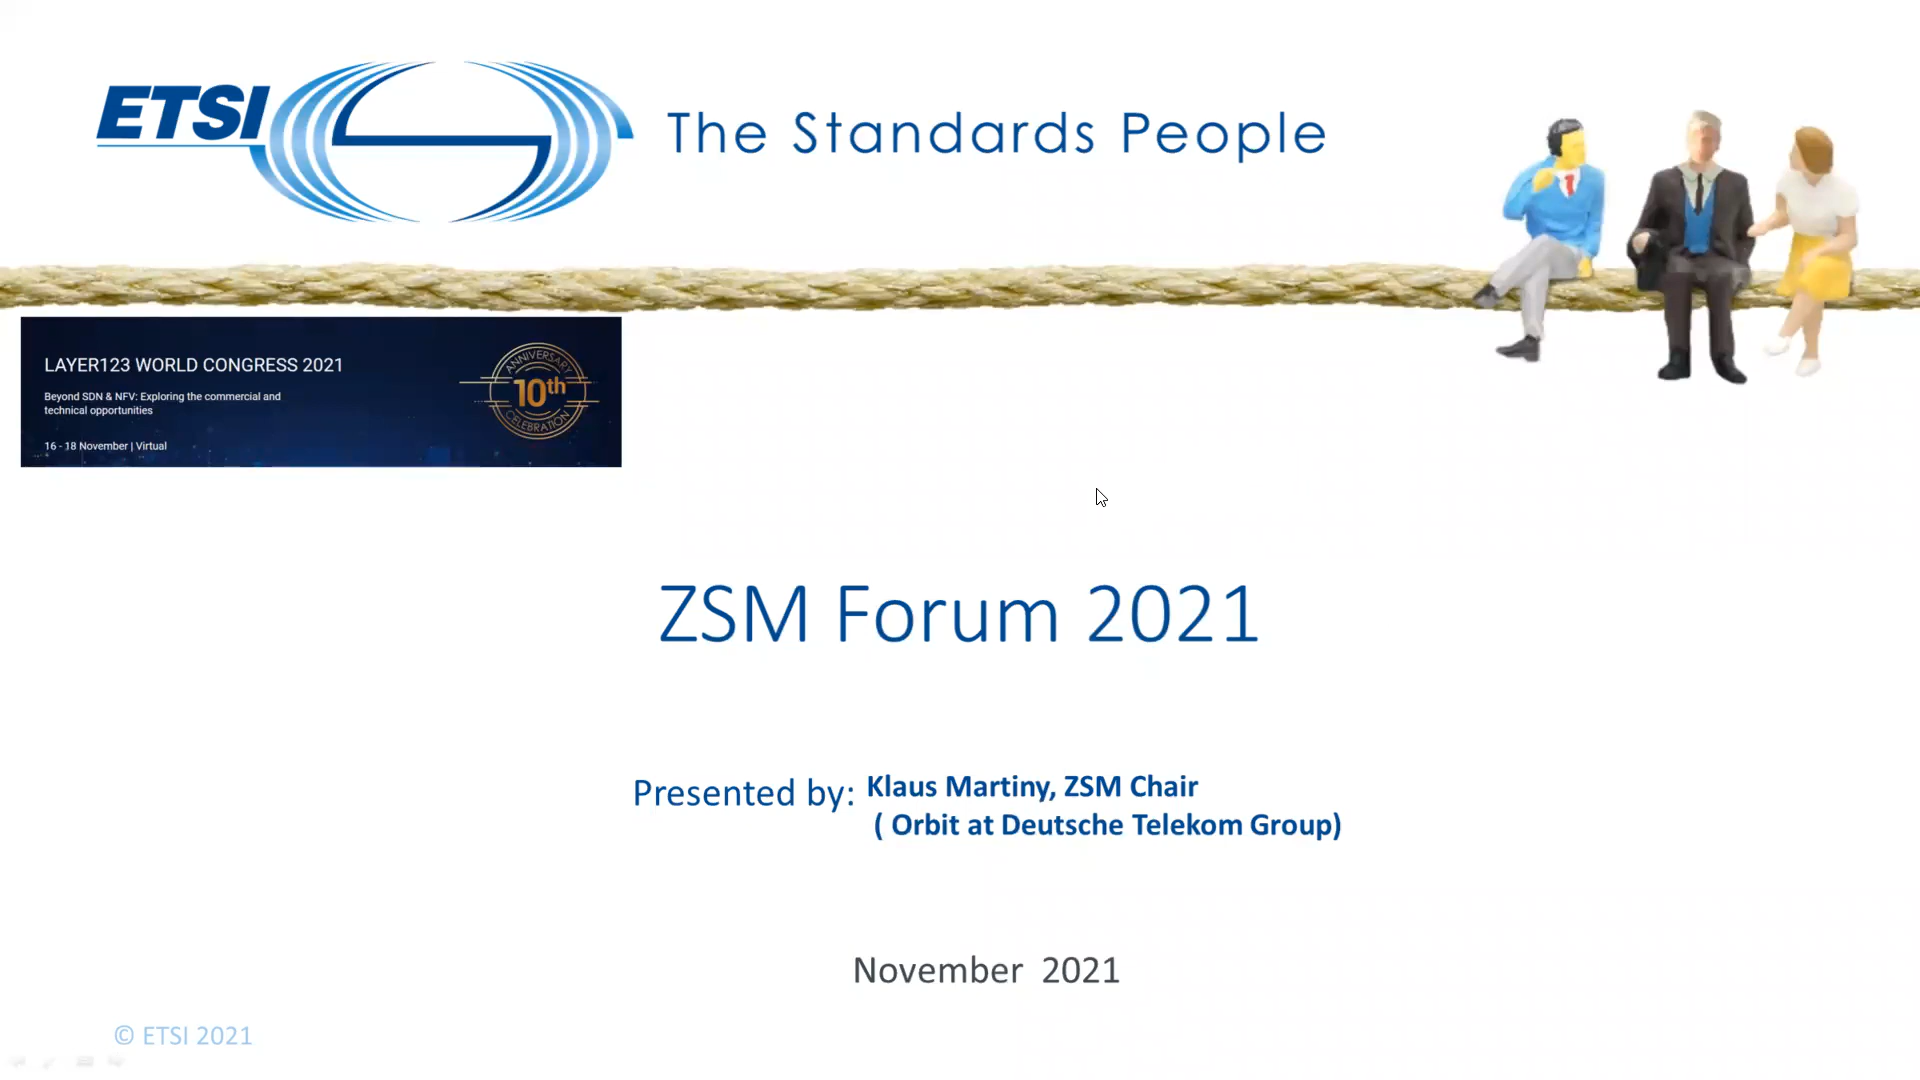 ETSI
The Standards People
LAYER123 WORLD CONGRESS 2021
Beyond SDN & NFV: Exploring the commercial and
technical opportunities
16 - 18 November | Virtual
ANNIVERSARY
10th
CELEBRATION
ZSM Forum 2021
Presented by: Klaus Martiny, ZSM Chair
( Orbit at Deutsche Telekom Group)
November 2021
© ETSI 2021